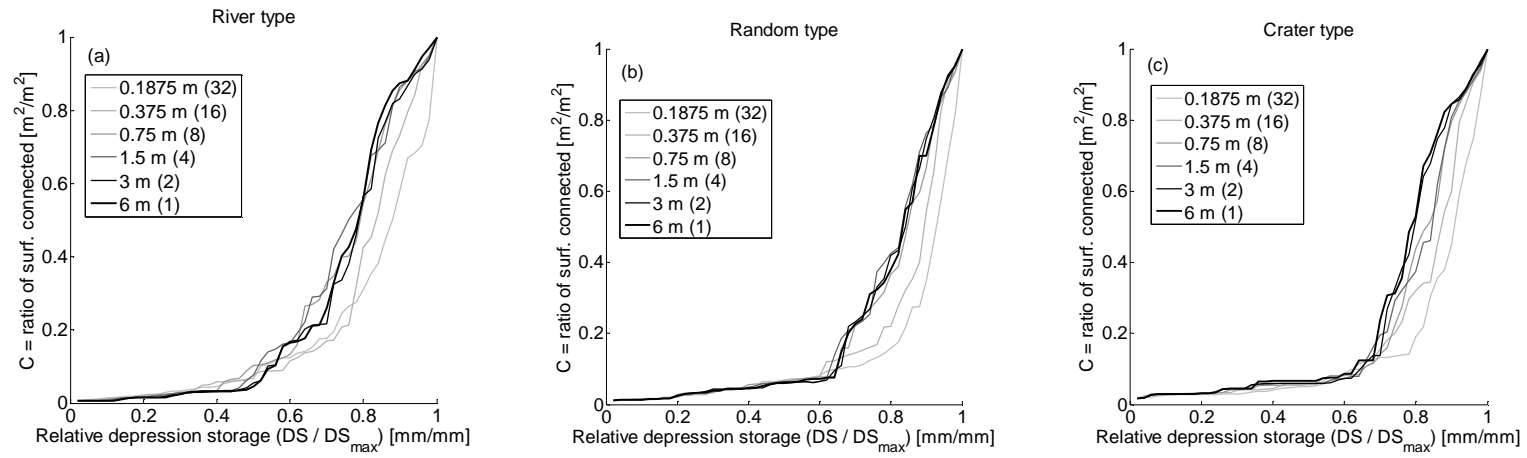 River type
(a)
0.1875 m (32)
0.375 m (16)
0.75 m (8)
1.5 m (4)
3 m (2)
6 m (1)
C = ratio of surf. connected [m²/m²]
1
0.8
0.6
0.4
0.2
0
0 0.2 0.4 0.6 0.8 1
Relative depression storage (DS / DSmax) [mm/mm]
Random type
(b)
0.1875 m (32)
0.375 m (16)
0.75 m (8)
1.5 m (4)
3 m (2)
6 m (1)
C = ratio of surf. connected [m²/m²]
1
0.8
0.6
0.4
0.2
0
0 0.2 0.4 0.6 0.8 1
Relative depression storage (DS / DSmax) [mm/mm]
Crater type
(c)
0.1875 m (32)
0.375 m (16)
0.75 m (8)
1.5 m (4)
3 m (2)
6 m (1)
C = ratio of surf. connected [m²/m²]
1
0.8
0.6
0.4
0.2
0
0 0.2 0.4 0.6 0.8 1
Relative depression storage (DS / DSmax) [mm/mm]